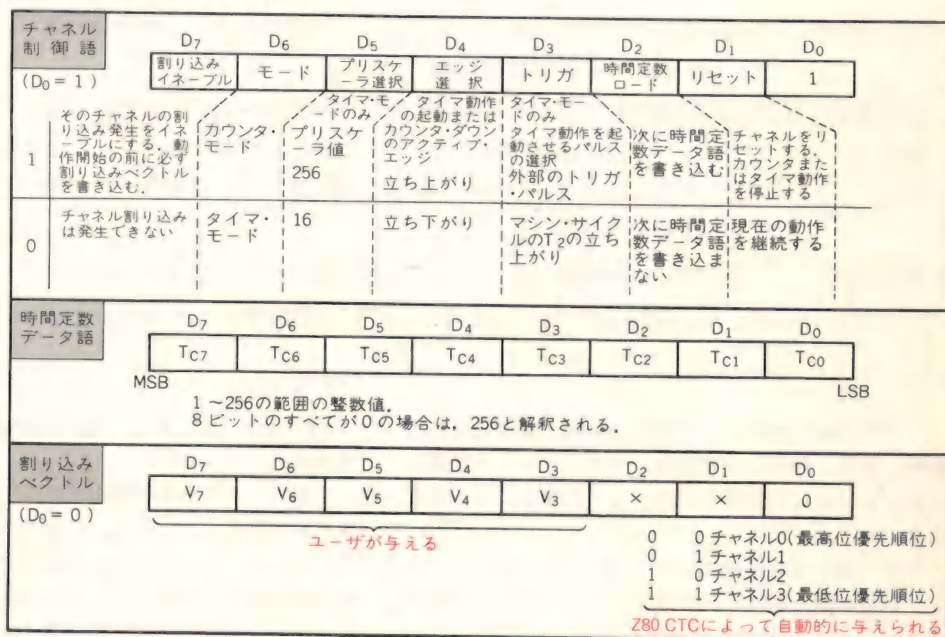 チャネル
制御語
(D0=1)
D7 D6 D5 D4 D3 D2 D1 D0
割り込みイネーブル モード プリスケーラ選択 エッジ選択 トリガ 時間定数ロード リセット 1
1
そのチャネルの割
り込み発生をイネ
ーブルにする.動
作開始の前に必ず
割り込みベクトル
を書き込む.
カウンタ・
モード
タイマ・モ
ードのみ
プリスケ
ーラ値
256
タイマ動作
の起動または
カウンタ・ダウン
のアクティブ・
エッジ
立ち上がり
タイマ・モー
ドのみ
タイマ動作を起
動させるパルス
の選択
外部のトリガ
・パルス
次に時間定
数データ語
を書き込む
チャネルをリ
セットする.
カウンタまた
はタイマ動作
を停止する
0
チャネル割り込み
は発生できない
タイマ・
モード
16
立ち下がり
マシン・サイク
ルのT2の立ち
上がり
次に時間定
数データ語
を書き込ま
ない
現在の動作
を継続する
時間定数
データ語
D7 D6 D5 D4 D3 D2 D1 D0
TC7 TC6 TC5 TC4 TC3 TC2 TC1 TC0
MSB LSB
1~256の範囲の整数値.
8ビットのすべてが0の場合は,256と解釈される.
割り込み
ベクトル
(D0=0)
D7 D6 D5 D4 D3 D2 D1 D0
V7 V6 V5 V4 V3 × × 0
ユーザが与える
0 0 チャネル0(最高位優先順位)
0 1 チャネル1
1 0 チャネル2
1 1 チャネル3(最低位優先順位)
Z80 CTCによって自動的に与えられる